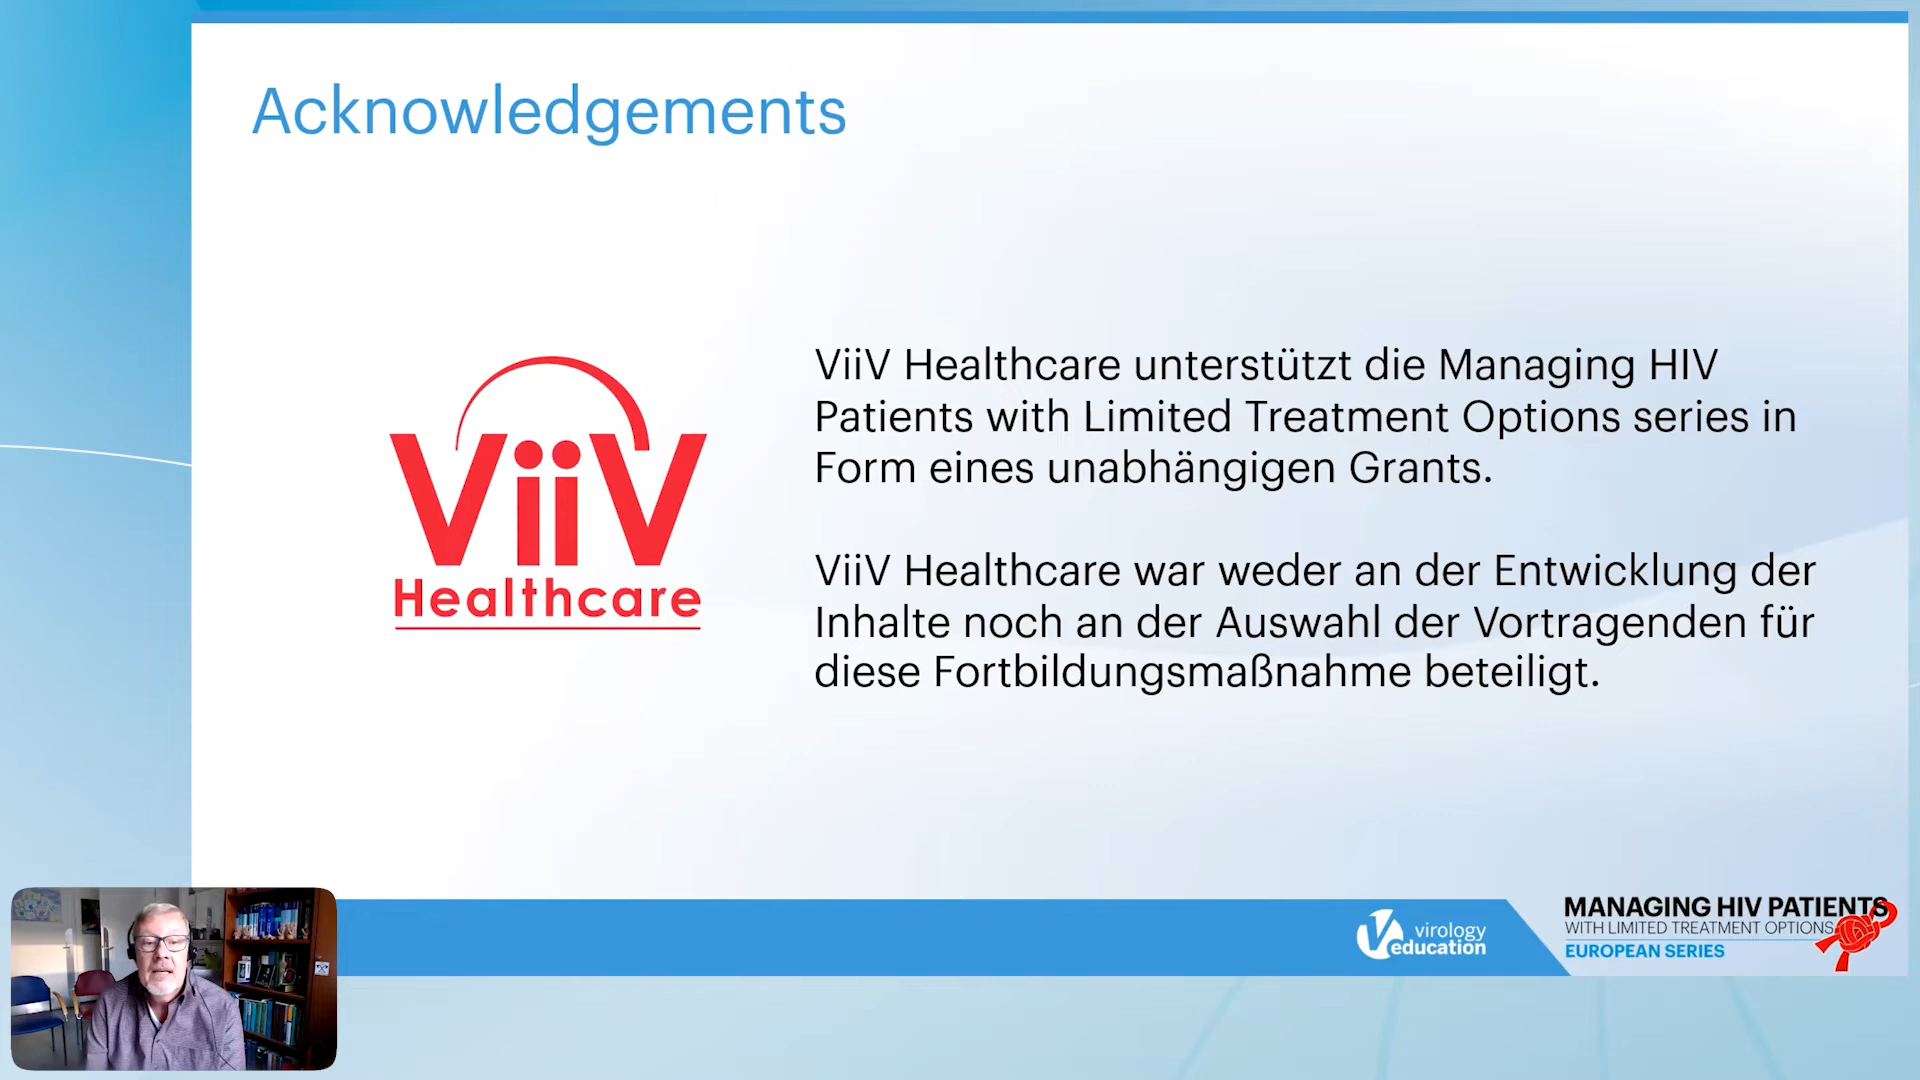 Acknowledgements
ViiV
Healthcare
ViiV Healthcare unterstützt die Managing HIV
Patients with Limited Treatment Options series in
Form eines unabhängigen Grants.
ViiV Healthcare war weder an der Entwicklung der
Inhalte noch an der Auswahl der Vortragenden für
diese Fortbildungsmaßnahme beteiligt.
virology
education
MANAGING HIV PATIENTS
WITH LIMITED TREATMENT OPTIONS
EUROPEAN SERIES